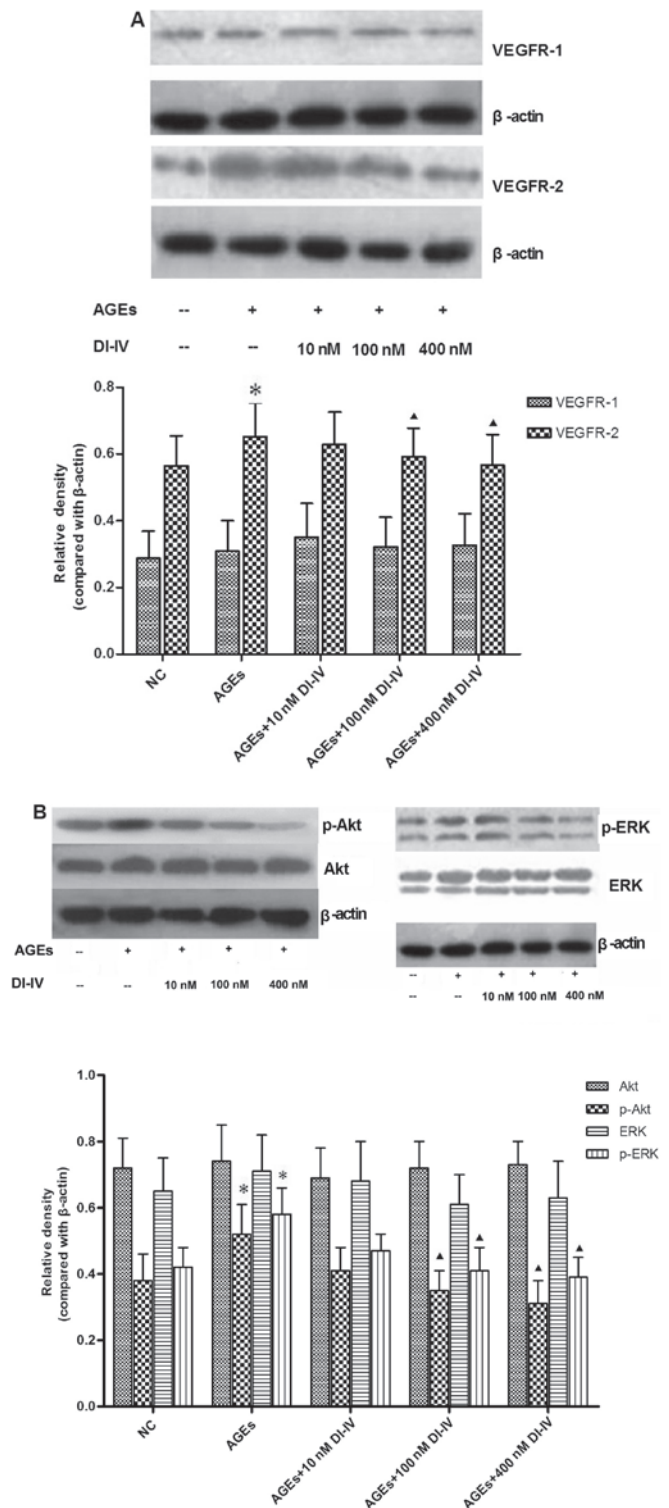 A
VEGFR-1
β -actin
VEGFR-2
β -actin
AGEs -- + + + +
DI-IV -- -- 10 nM 100 nM 400 nM
0.8
0.6
0.4
0.2
0.0
Relative density
(compared with β-actin)
*
▲
▲
VEGFR-1
VEGFR-2
NC
AGEs
AGEs+10 nM DI-IV
AGEs+100 nM DI-IV
AGEs+400 nM DI-IV
B
p-Akt
Akt
β-actin
AGEs -- + + + +
DI-IV -- -- 10 nM 100 nM 400 nM
p-ERK
ERK
β-actin
-- + + + +
-- -- 10 nM 100 nM 400 nM
1.0
0.8
0.6
0.4
0.2
0.0
Relative density
(compared with β-actin)
* *
▲ ▲
▲ ▲
Akt
p-Akt
ERK
p-ERK
NC
AGEs
AGEs+10 nM DI-IV
AGEs+100 nM DI-IV
AGEs+400 nM DI-IV